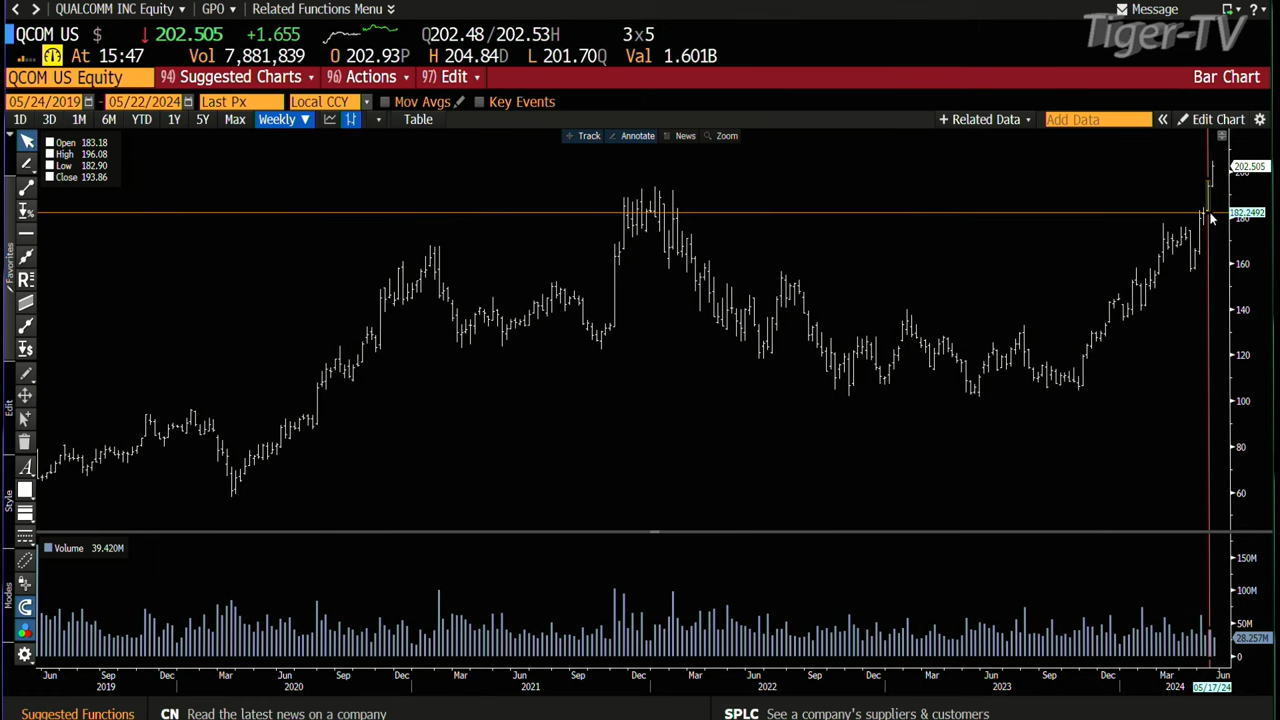 QUALCOMM INC Equity GPO Related Functions Menu Message
Tiger-TV
QCOM US $ 202.505 +1.655 Q202.48 / 202.53H 3x5
At 15:47 Vol 7,881,839 O 202.93P H 204.84D L 201.70Q Val 1.601B
QCOM US Equity 94) Suggested Charts 96) Actions 97) Edit Bar Chart
05/24/2019 - 05/22/2024 Last Px Local CCY Mov Avgs Key Events
1D 3D 1M 6M YTD 1Y 5Y Max Weekly ▼ Table + Related Data Add Data « Edit Chart
Track Annotate News Zoom
Open 183.18
High 196.08
Low 182.90
Close 193.86
202.505
200
182.2492
180
160
140
120
100
80
60
Favorites
Edit
Style
Modes
Volume 39.420M
150M
100M
50M
28.257M
0
Jun Sep Dec Mar Jun Sep Dec Mar Jun Sep Dec Mar Jun Sep Dec Mar Jun Sep Dec Mar Jun
2019 2020 2021 2022 2023 2024 05/17/24
Suggested Functions CN Read the latest news on a company SPLC See a company's suppliers & customers